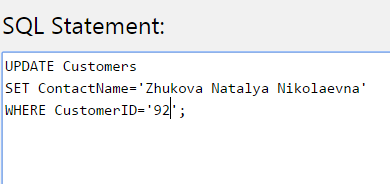 SQL Statement:
UPDATE Customers
SET ContactName='Zhukova Natalya Nikolaevna'
WHERE CustomerID='92';